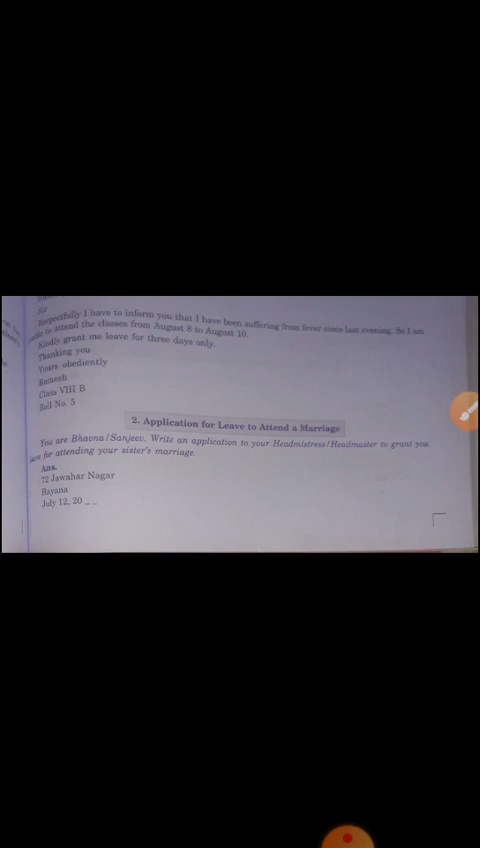 Sir
Respectfully I have to inform you that I have been suffering from fever since last evening. So I am
to attend the classes from August 8 to August 10.
Kindly grant me leave for three days only.
Thanking you
Yours obediently
Ramesh
Class VIII B
Roll No. 5
2. Application for Leave to Attend a Marriage
You are Bhavna/Sanjeev. Write an application to your Headmistress/Headmaster to grant you
for attending your sister's marriage.
Ans.
72 Jawahar Nagar
Bayana
July 12, 20 _ _